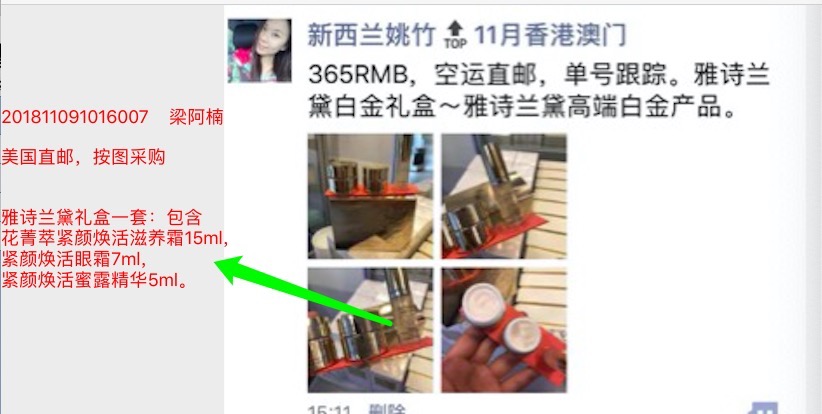 新西兰姚竹 TOP 11月香港澳门
365RMB，空运直邮，单号跟踪。雅诗兰
黛白金礼盒～雅诗兰黛高端白金产品。
201811091016007 梁阿楠
美国直邮，按图采购
雅诗兰黛礼盒一套：包含
花菁萃紧颜焕活滋养霜15ml，
紧颜焕活眼霜7ml，
紧颜焕活蜜露精华5ml。
15:11 删除